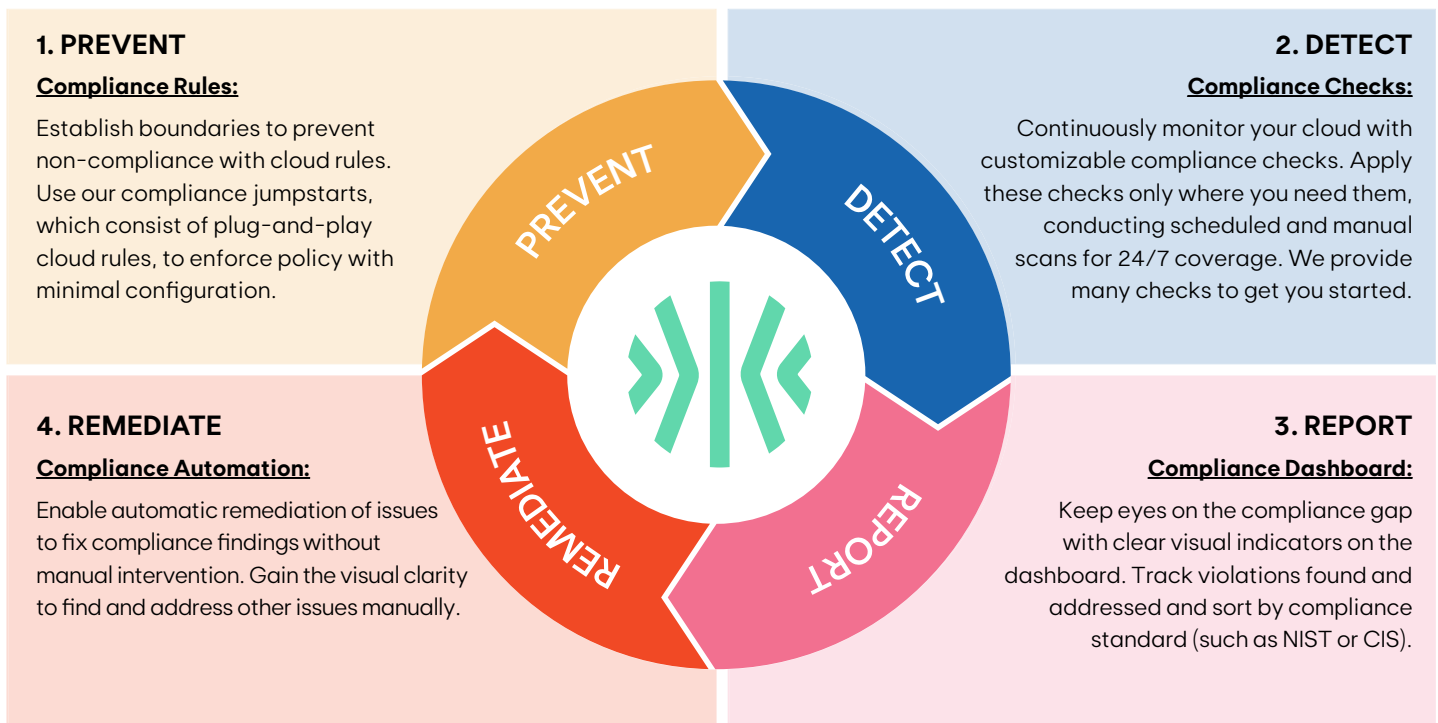 1. PREVENT
Compliance Rules:
Establish boundaries to prevent
non-compliance with cloud rules.
Use our compliance jumpstarts,
which consist of plug-and-play
cloud rules, to enforce policy with
minimal configuration.
2. DETECT
Compliance Checks:
Continuously monitor your cloud with
customizable compliance checks. Apply
these checks only where you need them,
conducting scheduled and manual
scans for 24/7 coverage. We provide
many checks to get you started.
PREVENT
DETECT
REPORT
REMEDIATE
3. REPORT
Compliance Dashboard:
Keep eyes on the compliance gap
with clear visual indicators on the
dashboard. Track violations found and
addressed and sort by compliance
standard (such as NIST or CIS).
4. REMEDIATE
Compliance Automation:
Enable automatic remediation of issues
to fix compliance findings without
manual intervention. Gain the visual clarity
to find and address other issues manually.